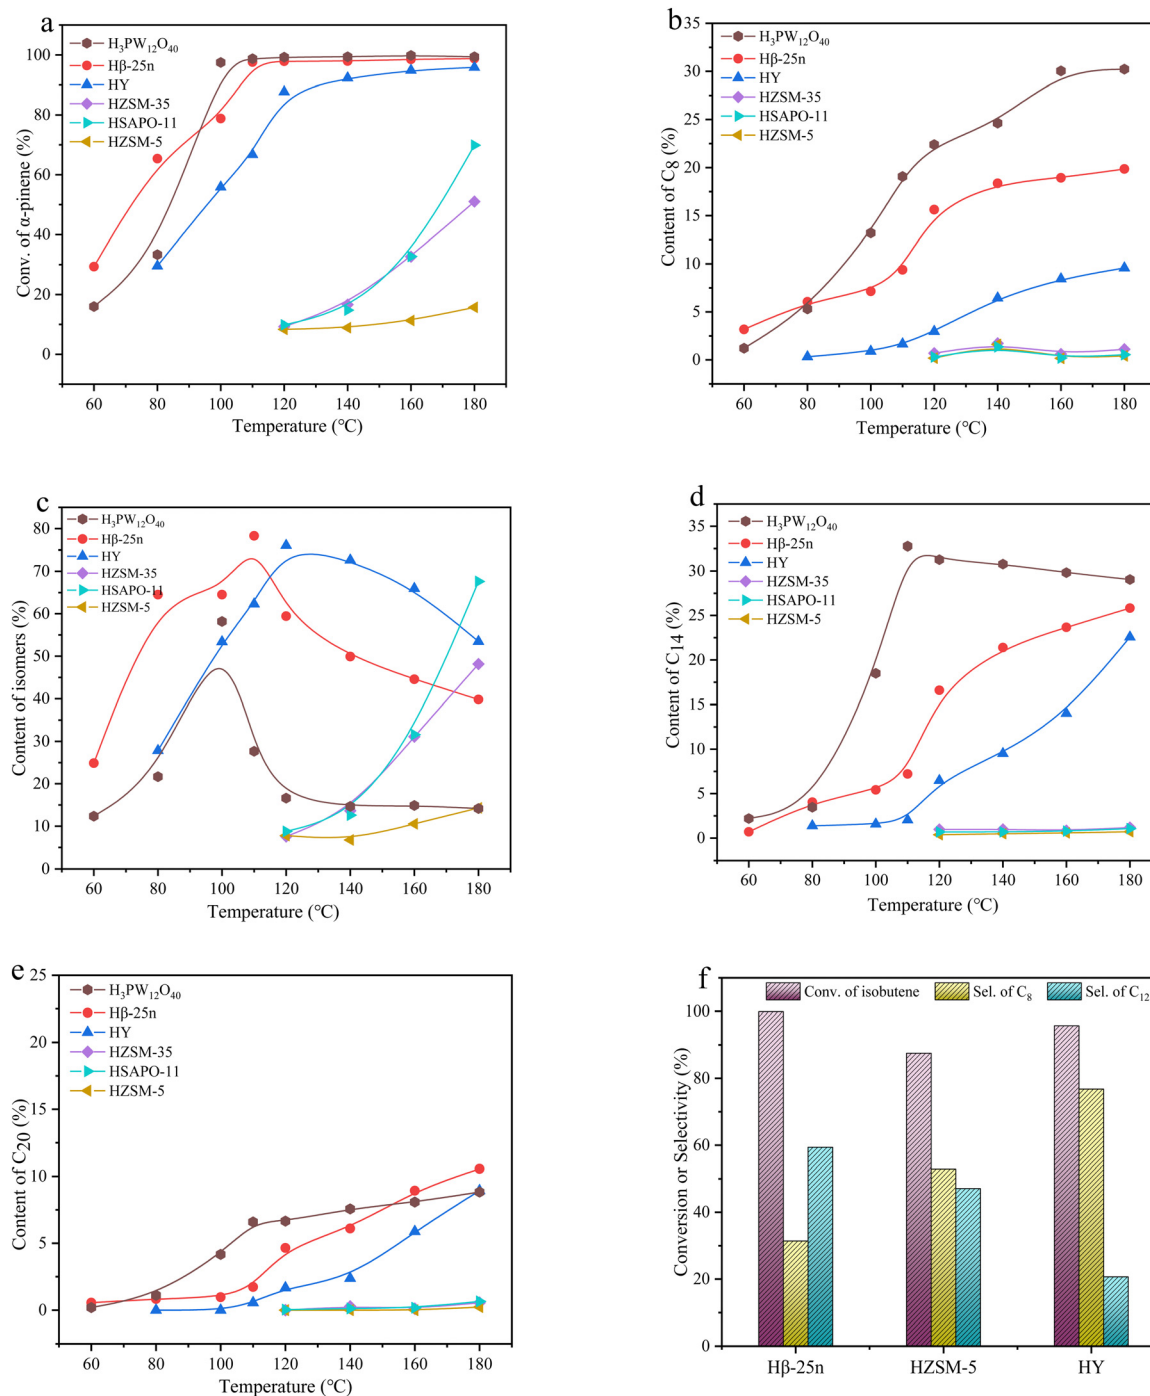 a
H₃PW₁₂O₄₀
Hβ-25n
HY
HZSM-35
HSAPO-11
HZSM-5
Conv. of α-pinene (%)
100
80
60
40
20
0
60 80 100 120 140 160 180
Temperature (℃)
b
H₃PW₁₂O₄₀
Hβ-25n
HY
HZSM-35
HSAPO-11
HZSM-5
Content of C₈ (%)
35
30
25
20
15
10
5
0
60 80 100 120 140 160 180
Temperature (℃)
c
H₃PW₁₂O₄₀
Hβ-25n
HY
HZSM-35
HSAPO-11
HZSM-5
Content of isomers (%)
80
70
60
50
40
30
20
10
0
60 80 100 120 140 160 180
Temperature (℃)
d
H₃PW₁₂O₄₀
Hβ-25n
HY
HZSM-35
HSAPO-11
HZSM-5
Content of C₁₄ (%)
35
30
25
20
15
10
5
0
60 80 100 120 140 160 180
Temperature (℃)
e
H₃PW₁₂O₄₀
Hβ-25n
HY
HZSM-35
HSAPO-11
HZSM-5
Content of C₂₀ (%)
25
20
15
10
5
0
60 80 100 120 140 160 180
Temperature (℃)
f
Conv. of isobutene Sel. of C₈ Sel. of C₁₂
Conversion or Selectivity (%)
100
80
60
40
20
0
Hβ-25n HZSM-5 HY